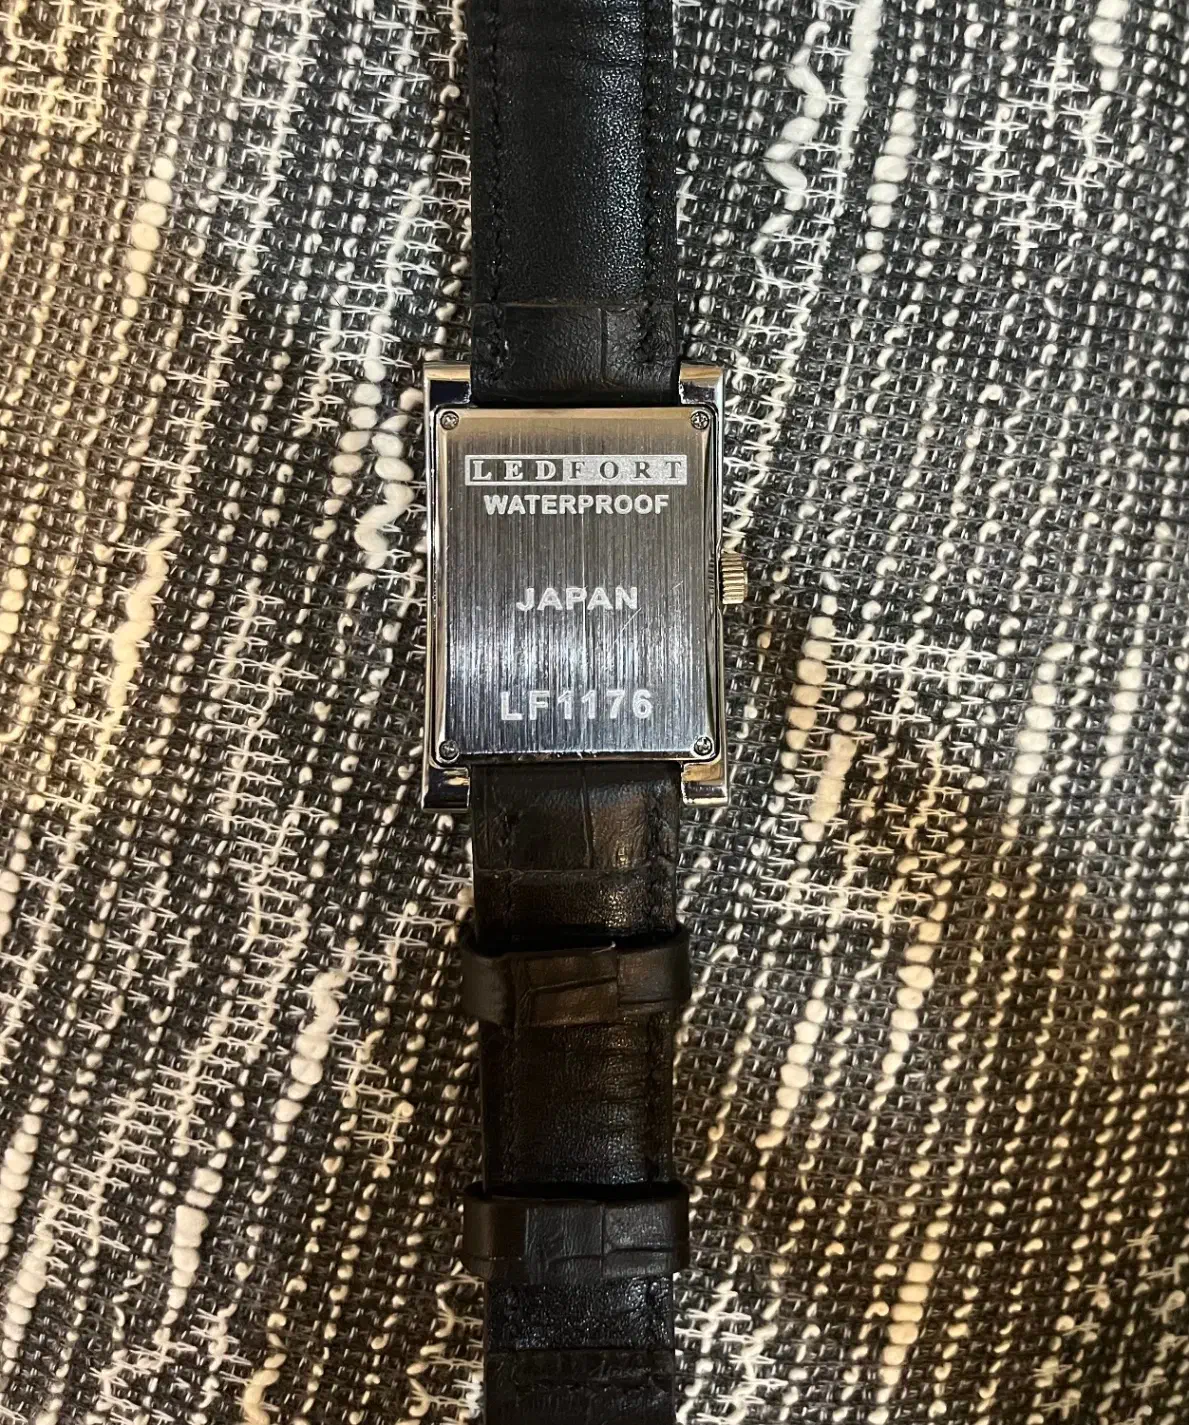 LEDFORT
WATERPROOF
JAPAN
LF1176